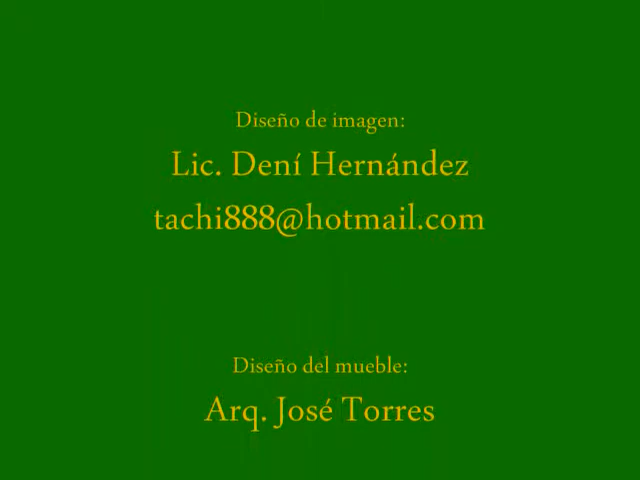 Diseño de imagen:
Lic. Dení Hernández
tachi888@hotmail.com
Diseño del mueble:
Arq. José Torres